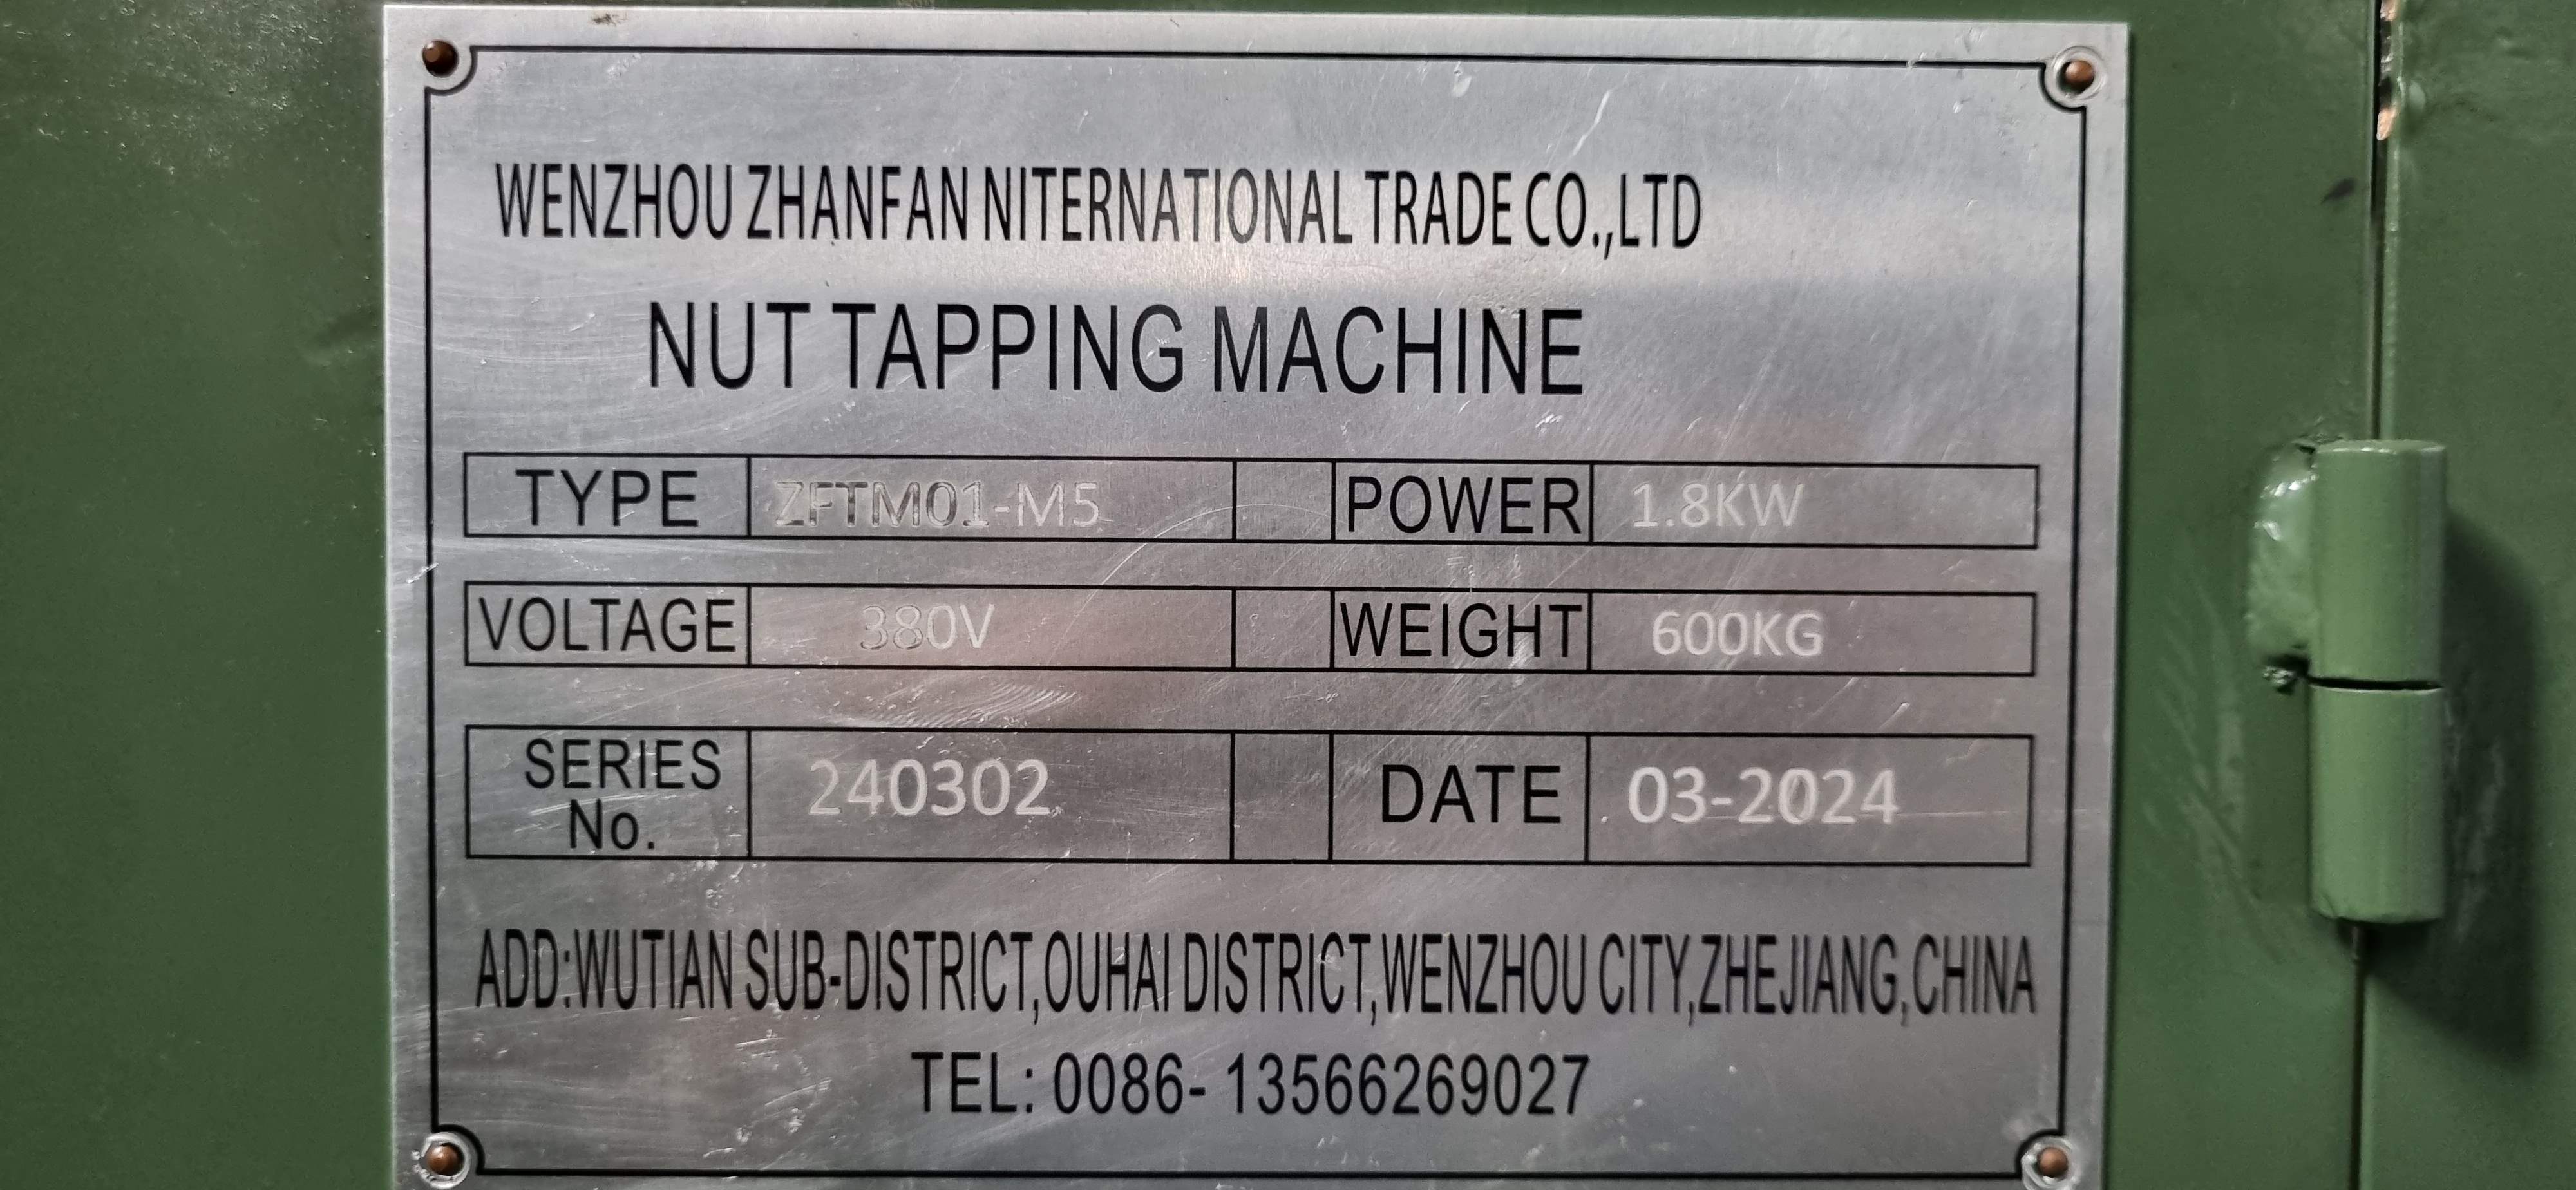 WENZHOU ZHANFAN NITERNATIONAL TRADE CO.,LTD
NUT TAPPING MACHINE
TYPE ZFTM01-M5 POWER 1.8KW
VOLTAGE 380V WEIGHT 600KG
SERIES No. 240302 DATE 03-2024
ADD:WUTIAN SUB-DISTRICT,OUHAI DISTRICT,WENZHOU CITY,ZHEJIANG,CHINA
TEL: 0086- 13566269027